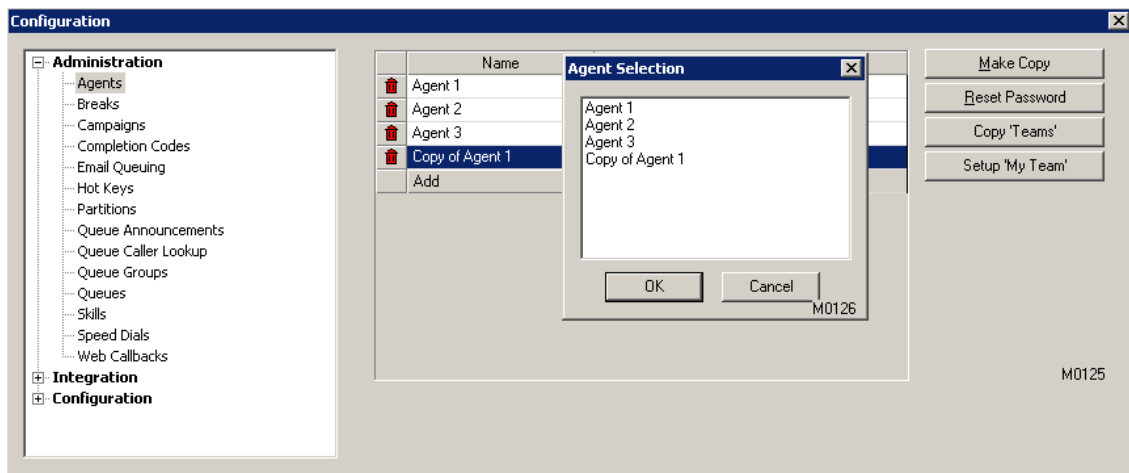 Configuration
Administration
Agents
Breaks
Campaigns
Completion Codes
Email Queuing
Hot Keys
Partitions
Queue Announcements
Queue Caller Lookup
Queue Groups
Queues
Skills
Speed Dials
Web Callbacks
Integration
Configuration
Name
Agent 1
Agent 2
Agent 3
Copy of Agent 1
Add
Agent Selection
Agent 1
Agent 2
Agent 3
Copy of Agent 1
OK Cancel
M0126
Make Copy
Reset Password
Copy 'Teams'
Setup 'My Team'
M0125